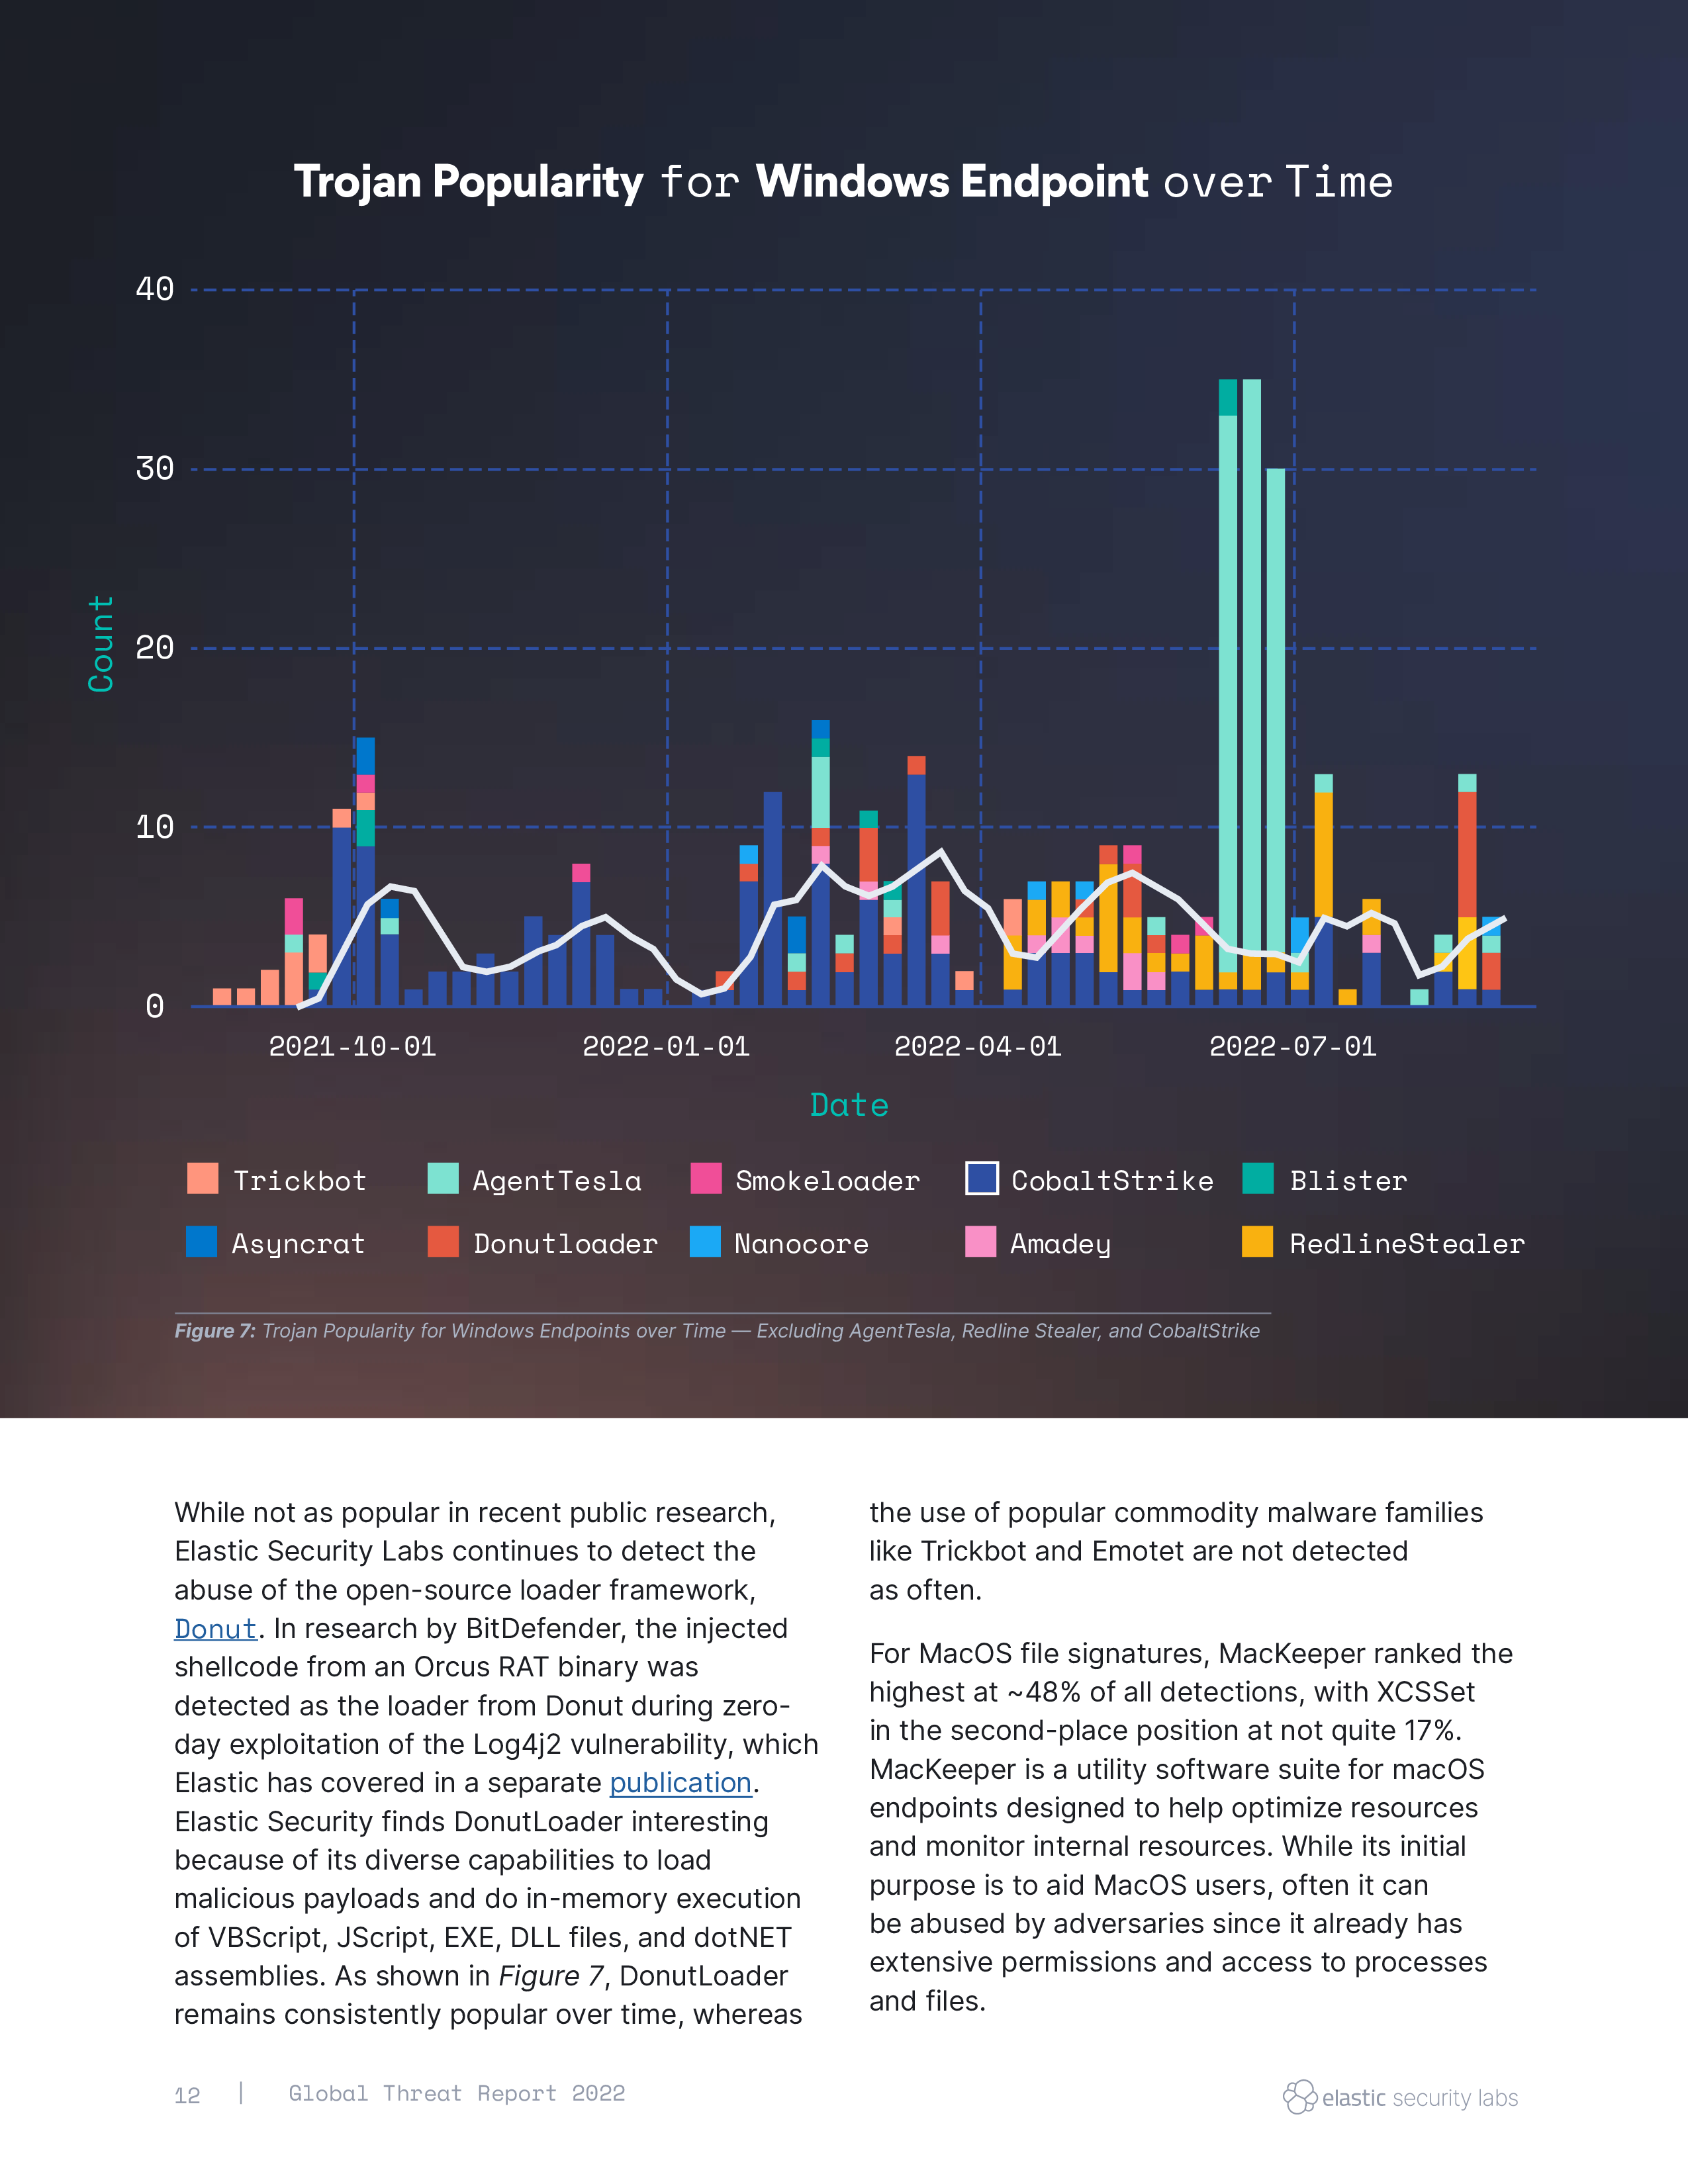 Trojan Popularity for Windows Endpoint over Time
40
30
20
10
0
Count
2021-10-01 2022-01-01 2022-04-01 2022-07-01
Date
Trickbot AgentTesla Smokeloader CobaltStrike Blister
Asyncrat Donutloader Nanocore Amadey RedlineStealer
Figure 7: Trojan Popularity for Windows Endpoints over Time — Excluding AgentTesla, Redline Stealer, and CobaltStrike
While not as popular in recent public research,
Elastic Security Labs continues to detect the
abuse of the open-source loader framework,
Donut. In research by BitDefender, the injected
shellcode from an Orcus RAT binary was
detected as the loader from Donut during zero-
day exploitation of the Log4j2 vulnerability, which
Elastic has covered in a separate publication.
Elastic Security finds DonutLoader interesting
because of its diverse capabilities to load
malicious payloads and do in-memory execution
of VBScript, JScript, EXE, DLL files, and dotNET
assemblies. As shown in Figure 7, DonutLoader
remains consistently popular over time, whereas
the use of popular commodity malware families
like Trickbot and Emotet are not detected
as often.
For MacOS file signatures, MacKeeper ranked the
highest at ~48% of all detections, with XCSSet
in the second-place position at not quite 17%.
MacKeeper is a utility software suite for macOS
endpoints designed to help optimize resources
and monitor internal resources. While its initial
purpose is to aid MacOS users, often it can
be abused by adversaries since it already has
extensive permissions and access to processes
and files.
12 | Global Threat Report 2022
elastic security labs